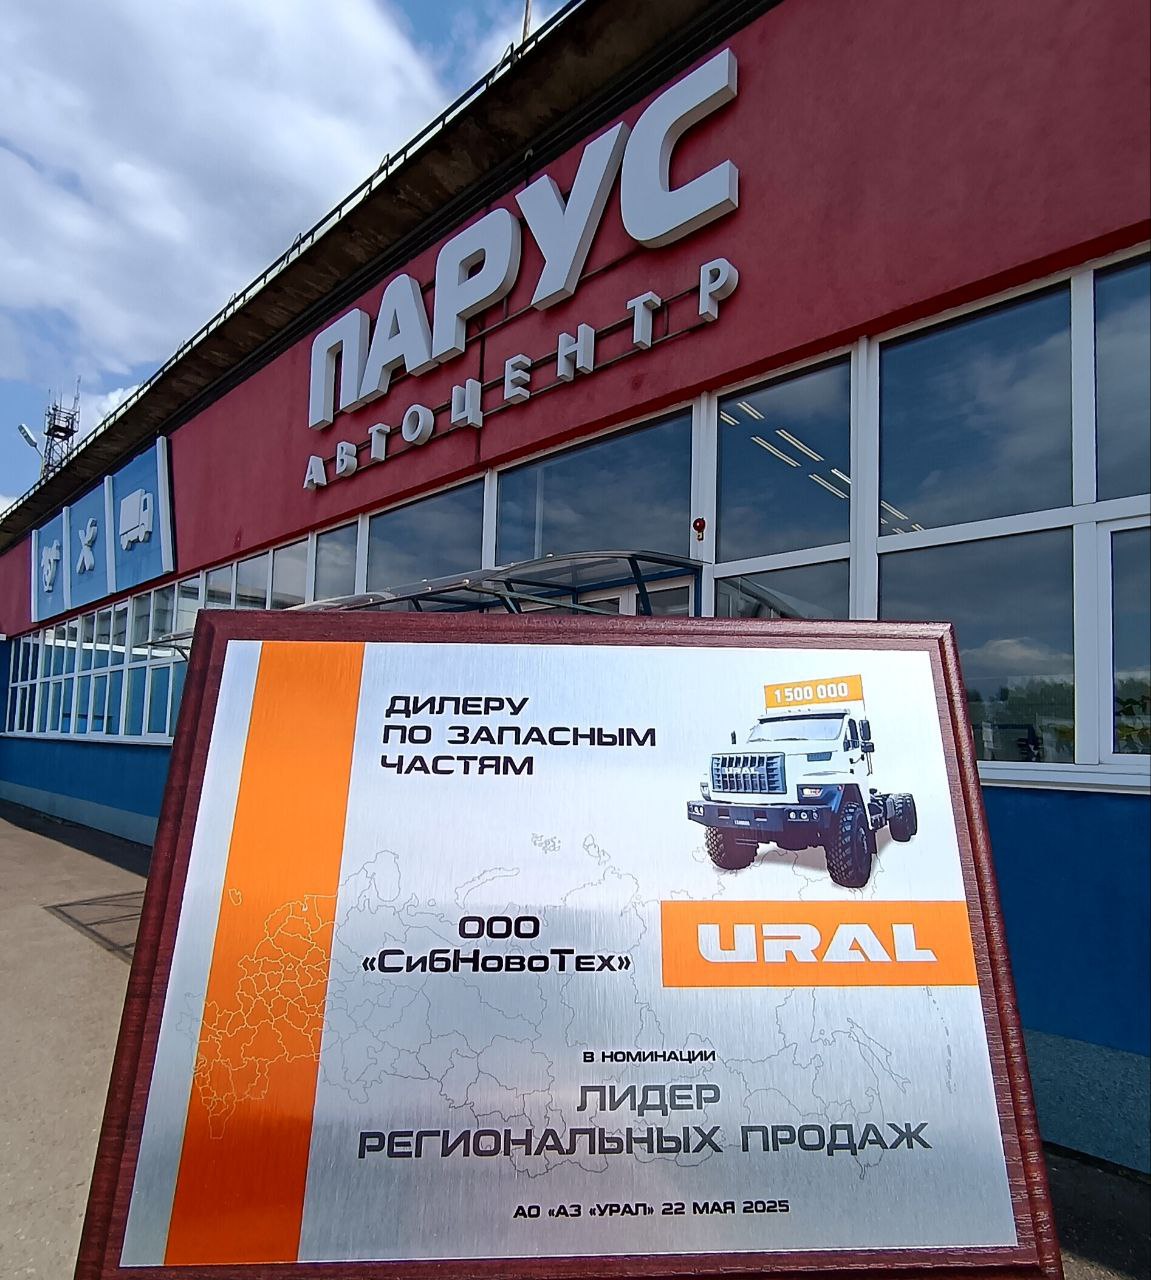 ПАРУС
АВТОЦЕНТР
ДИЛЕРУ
ПО ЗАПАСНЫМ
ЧАСТЯМ
1 500 000
URAL
ООО
«СибНовоТех»
URAL
В НОМИНАЦИИ
ЛИДЕР
РЕГИОНАЛЬНЫХ ПРОДАЖ
АО «АЗ «УРАЛ» 22 МАЯ 2025